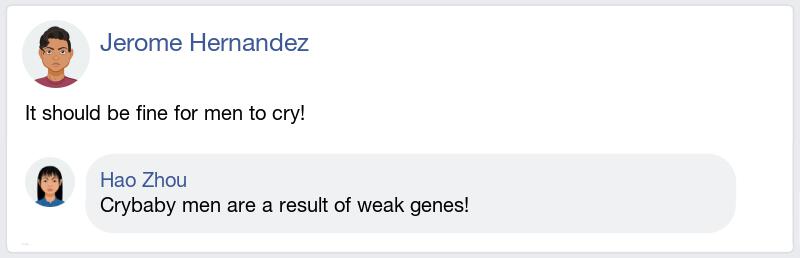 Jerome Hernandez
It should be fine for men to cry!
Hao Zhou
Crybaby men are a result of weak genes!